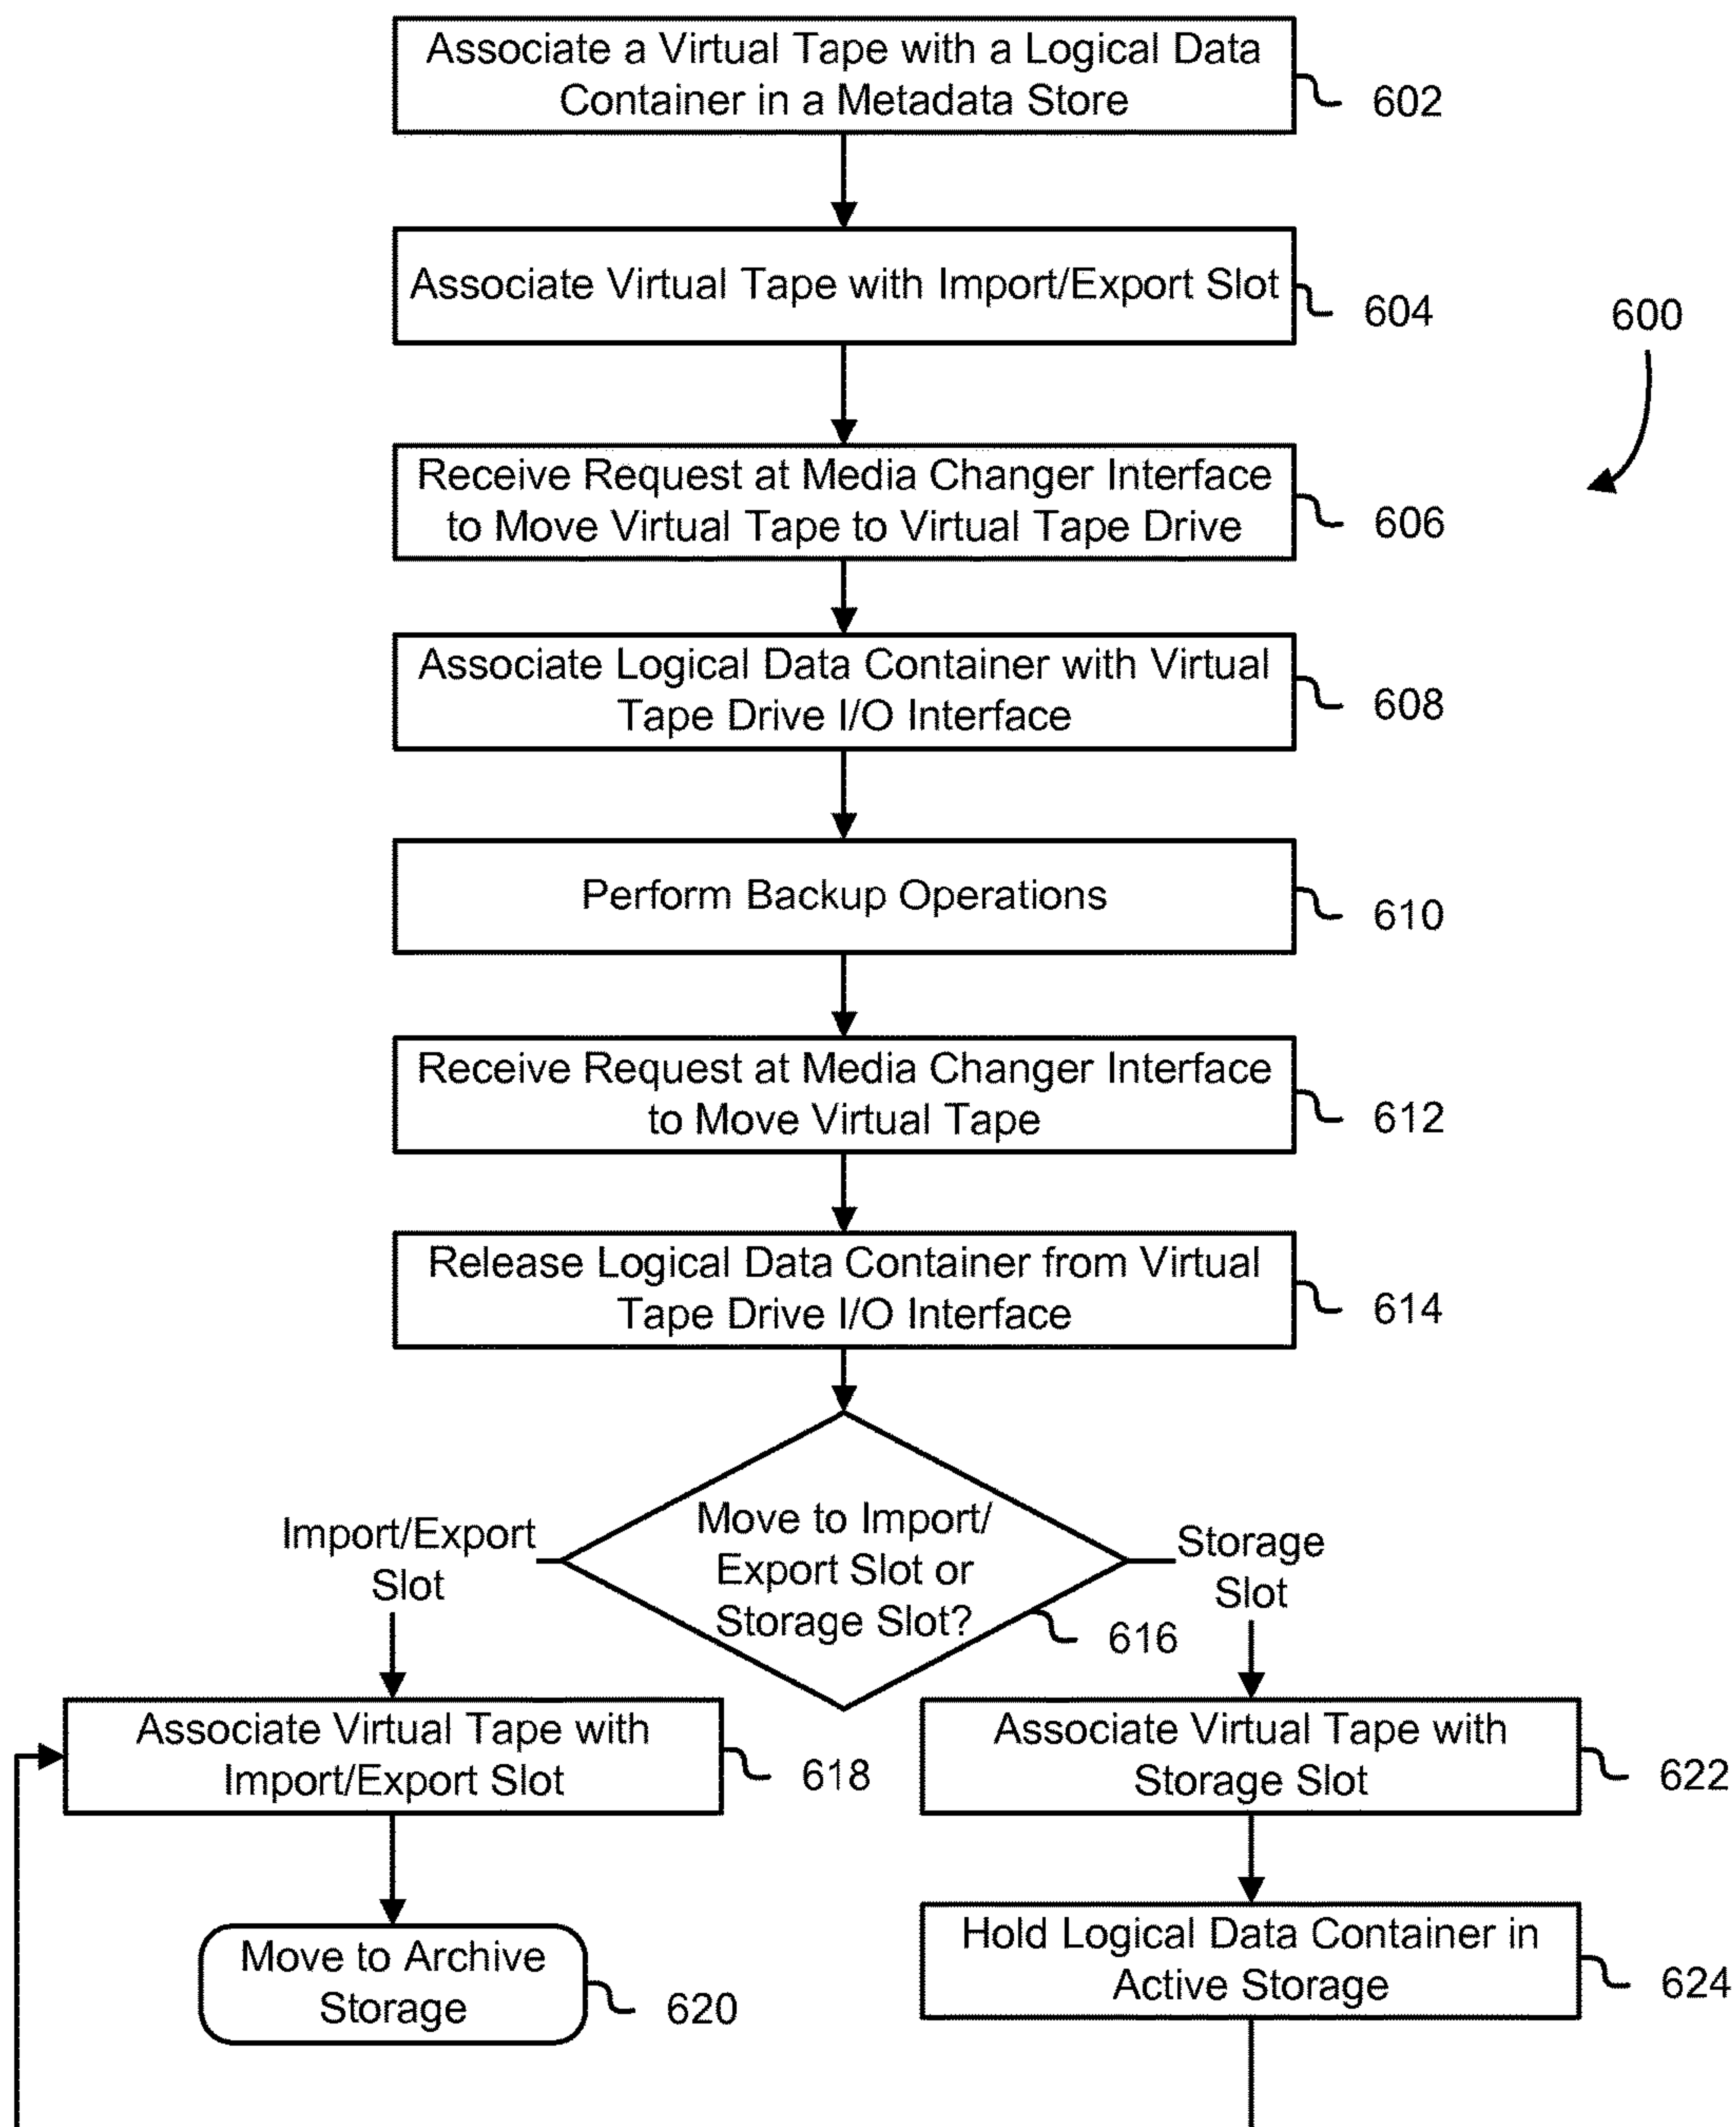 Associate a Virtual Tape with a Logical Data
Container in a Metadata Store
602
Associate Virtual Tape with Import/Export Slot
604
600
Receive Request at Media Changer Interface
to Move Virtual Tape to Virtual Tape Drive
606
Associate Logical Data Container with Virtual
Tape Drive I/O Interface
608
Perform Backup Operations
610
Receive Request at Media Changer Interface
to Move Virtual Tape
612
Release Logical Data Container from Virtual
Tape Drive I/O Interface
614
Move to Import/
Export Slot or
Storage Slot?
616
Import/Export
Slot
Storage
Slot
Associate Virtual Tape with
Import/Export Slot
618
Associate Virtual Tape with
Storage Slot
622
Move to Archive
Storage
620
Hold Logical Data Container in
Active Storage
624